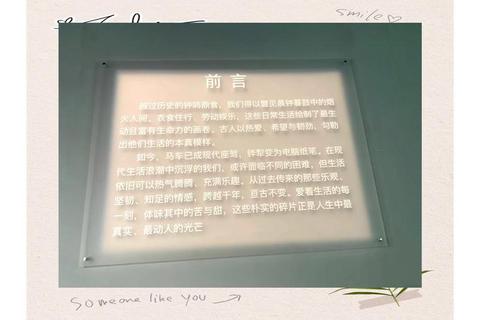 smile
前言
越过历史的钟鸣鼎食，我们得以瞥见晨钟暮鼓中的烟
火人间。衣食住行、劳动娱乐，这些日常生活绘制了最生
动且富有生命力的画卷。古人以热爱、希望与韧劲，勾勒
出他们生活的本真模样。
如今，马车已成现代座驾，犁变为电脑纸笔。在现
代生活浪潮中沉浮的我们，或许面临不同的困难，但生活
依旧可以热气腾腾、充满乐趣。从过去传来的那些乐观、
坚韧、知足的情感，跨越千年，亘古不变。爱着生活的每
一刻，体味其中的苦与甜，这些朴实的碎片正是人生中最
真实、最动人的光芒
someone like you